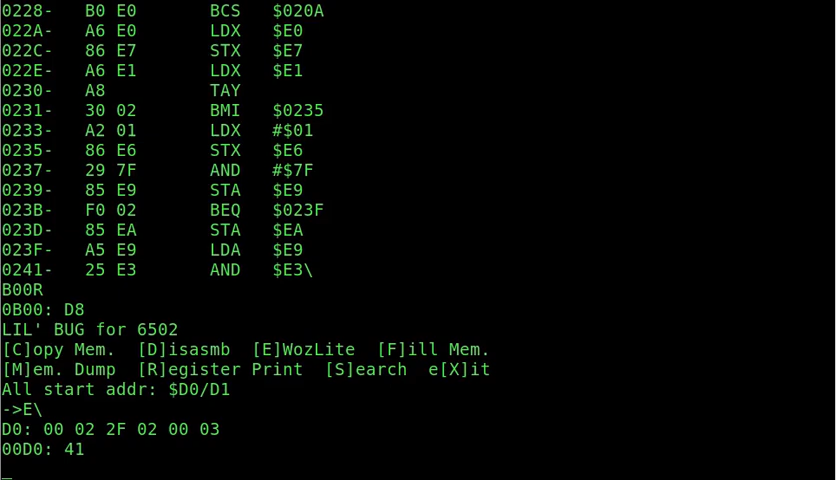 0228-   B0 E0       BCS   $020A
022A-   A6 E0       LDX   $E0
022C-   86 E7       STX   $E7
022E-   A6 E1       LDX   $E1
0230-   A8          TAY
0231-   30 02       BMI   $0235
0233-   A2 01       LDX   #$01
0235-   86 E6       STX   $E6
0237-   29 7F       AND   #$7F
0239-   85 E9       STA   $E9
023B-   F0 02       BEQ   $023F
023D-   85 EA       STA   $EA
023F-   A5 E9       LDA   $E9
0241-   25 E3       AND   $E3\
B00R
0B00: D8
LIL' BUG for 6502
[C]opy Mem.  [D]isasmb  [E]WozLite  [F]ill Mem.
[M]em. Dump  [R]egister Print  [S]earch  e[X]it
All start addr: $D0/D1
->E\
D0: 00 02 2F 02 00 03
00D0: 41
_